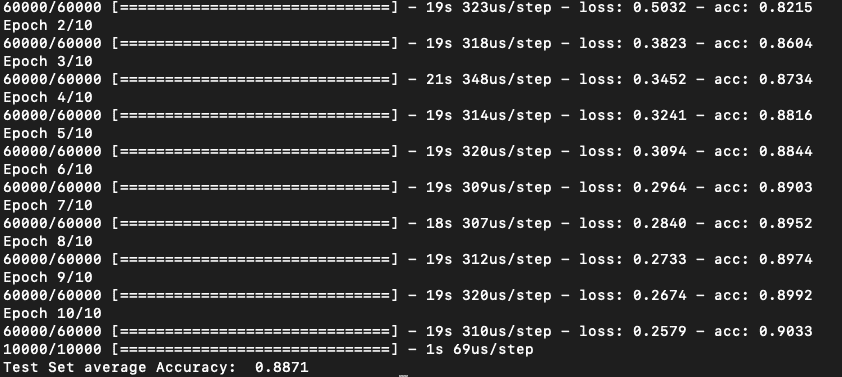 60000/60000 [==============================] - 19s 323us/step - loss: 0.5032 - acc: 0.8215
Epoch 2/10
60000/60000 [==============================] - 19s 318us/step - loss: 0.3823 - acc: 0.8604
Epoch 3/10
60000/60000 [==============================] - 21s 348us/step - loss: 0.3452 - acc: 0.8734
Epoch 4/10
60000/60000 [==============================] - 19s 314us/step - loss: 0.3241 - acc: 0.8816
Epoch 5/10
60000/60000 [==============================] - 19s 320us/step - loss: 0.3094 - acc: 0.8844
Epoch 6/10
60000/60000 [==============================] - 19s 309us/step - loss: 0.2964 - acc: 0.8903
Epoch 7/10
60000/60000 [==============================] - 18s 307us/step - loss: 0.2840 - acc: 0.8952
Epoch 8/10
60000/60000 [==============================] - 19s 312us/step - loss: 0.2733 - acc: 0.8974
Epoch 9/10
60000/60000 [==============================] - 19s 320us/step - loss: 0.2674 - acc: 0.8992
Epoch 10/10
60000/60000 [==============================] - 19s 310us/step - loss: 0.2579 - acc: 0.9033
10000/10000 [==============================] - 1s 69us/step
Test Set average Accuracy:  0.8871